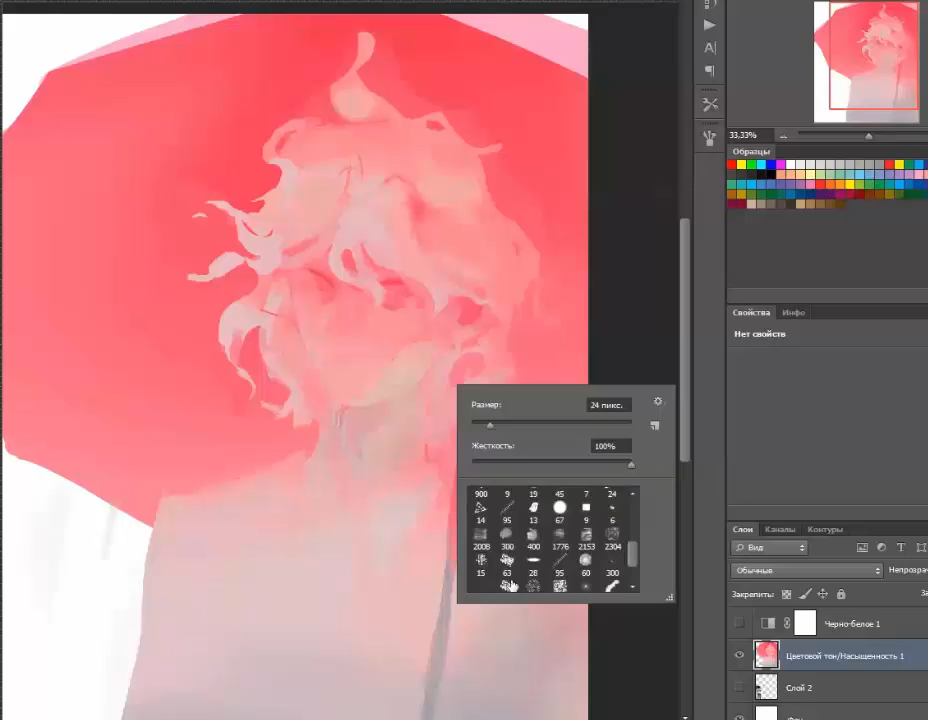 A|
33,33%
Образцы
Свойства Инфо
Нет свойств
Размер: 24 пикс.
Жесткость: 100%
900 9 19 45 7 24
14 95 13 67 9 6
2008 300 400 1776 2153 2304
15 63 28 95 60 300
Слои Каналы Контуры
Вид T
Обычные Непрозрач
Закрепить: За
Черно-белое 1
Цветовой тон/Насыщенность 1
Слой 2